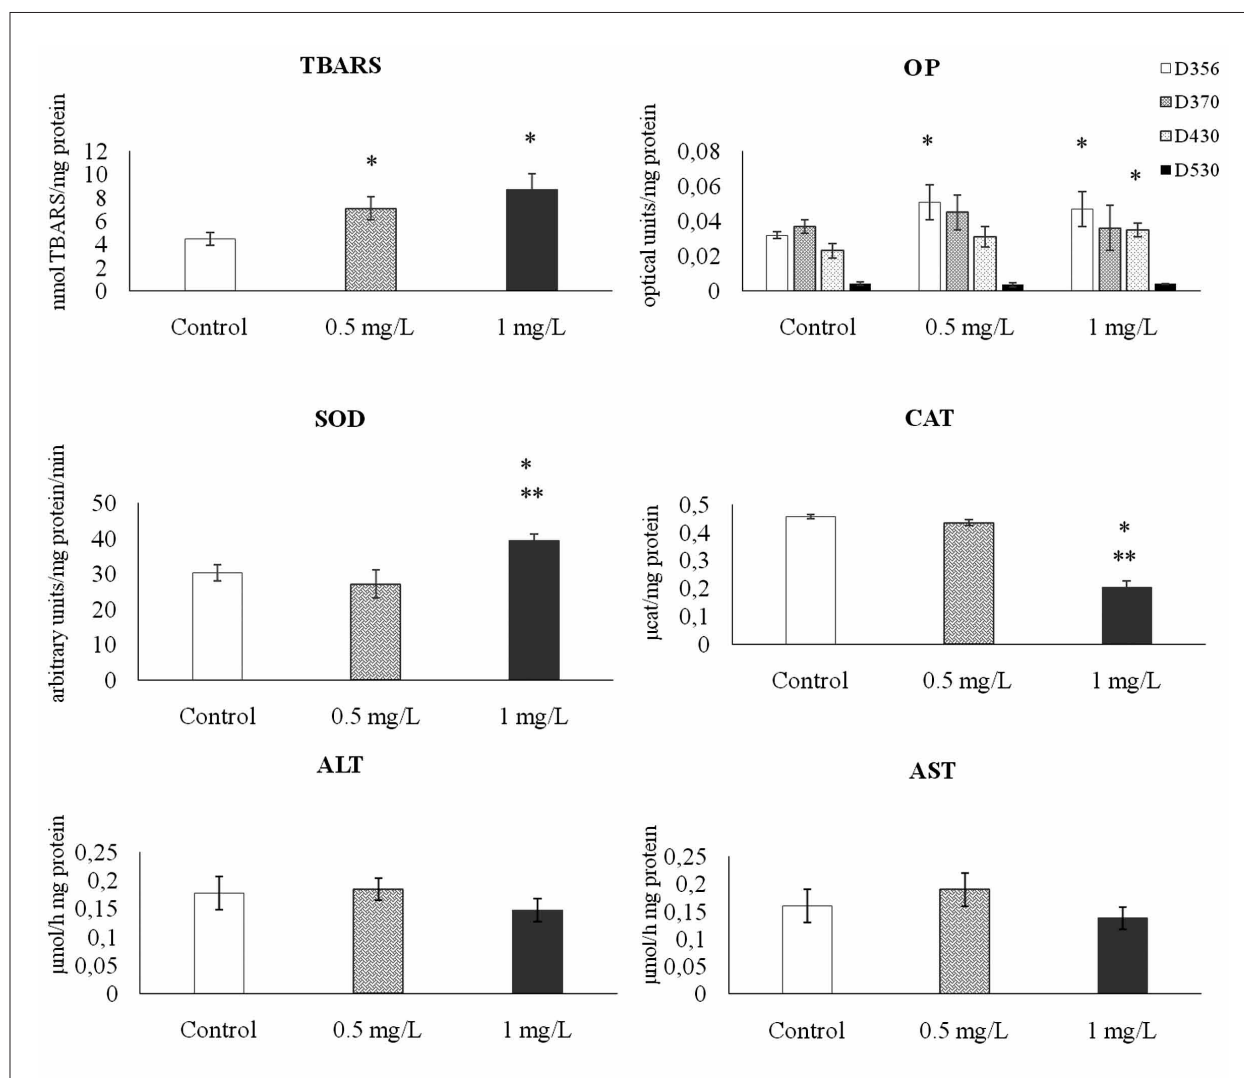 TBARS
nmol TBARS/mg protein
12
10
8
6
4
2
0
*
*
Control
0.5 mg/L
1 mg/L
OP
optical units/mg protein
0,08
0,06
0,04
0,02
0
*
*
*
D356
D370
D430
D530
Control
0.5 mg/L
1 mg/L
SOD
arbitrary units/mg protein/min
50
40
30
20
10
0
*
**
Control
0.5 mg/L
1 mg/L
CAT
µcat/mg protein
0,5
0,4
0,3
0,2
0,1
0
*
**
Control
0.5 mg/L
1 mg/L
ALT
µmol/h mg protein
0,25
0,2
0,15
0,1
0,05
0
Control
0.5 mg/L
1 mg/L
AST
µmol/h mg protein
0,25
0,2
0,15
0,1
0,05
0
Control
0.5 mg/L
1 mg/L